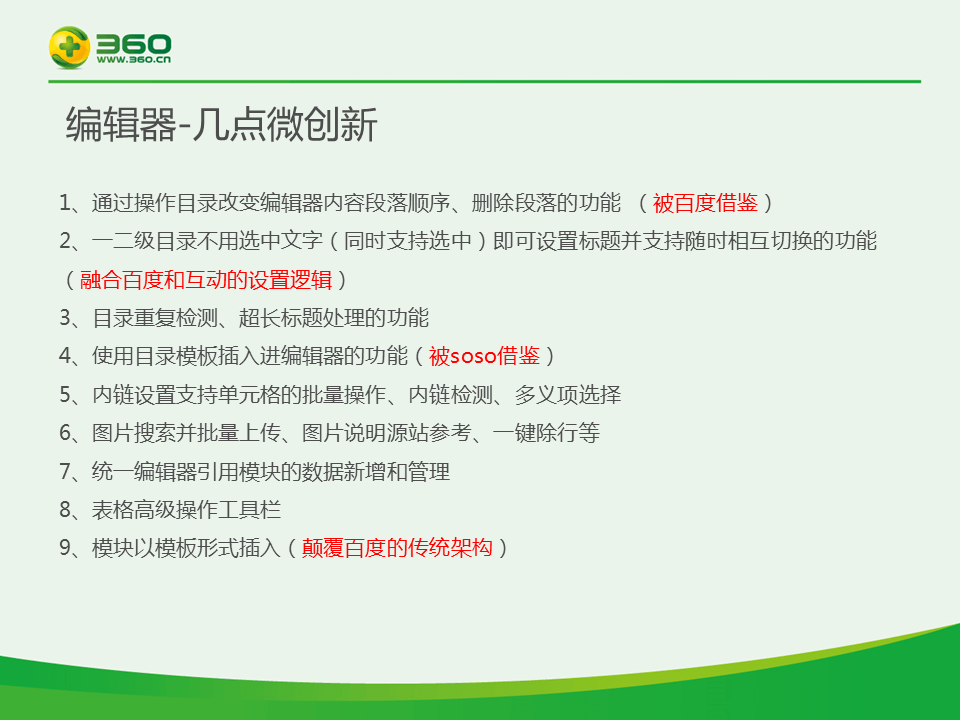 360
www.360.cn
编辑器-几点微创新
1、通过操作目录改变编辑器内容段落顺序、删除段落的功能 （被百度借鉴）
2、一二级目录不用选中文字（同时支持选中）即可设置标题并支持随时相互切换的功能
（融合百度和互动的设置逻辑）
3、目录重复检测、超长标题处理的功能
4、使用目录模板插入进编辑器的功能（被soso借鉴）
5、内链设置支持单元格的批量操作、内链检测、多义项选择
6、图片搜索并批量上传、图片说明源站参考、一键除行等
7、统一编辑器引用模块的数据新增和管理
8、表格高级操作工具栏
9、模块以模板形式插入（颠覆百度的传统架构）